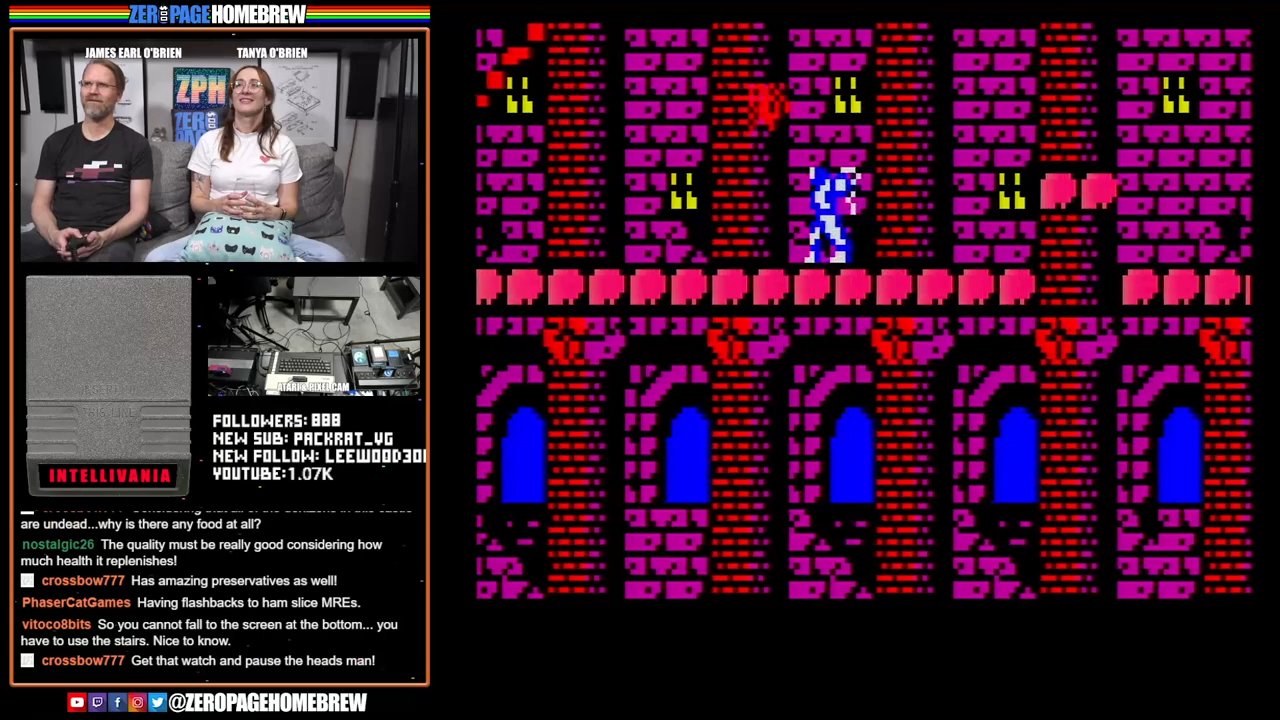 ZEROPAGE HOMEBREW
JAMES EARL O'BRIEN TANYA O'BRIEN
ZPH
ATARI & PIXEL CAM
INTELLIVANIA
FOLLOWERS: 888
NEW SUB: PACKRAT_VG
NEW FOLLOW: LEEWOOD30
YOUTUBE:1.07K
are undead...why is there any food at all?
nostalgic26 The quality must be really good considering how
much health it replenishes!
crossbow777 Has amazing preservatives as well!
PhaserCatGames Having flashbacks to ham slice MREs.
vitoco8bits So you cannot fall to the screen at the bottom... you
have to use the stairs. Nice to know.
crossbow777 Get that watch and pause the heads man!
@ZEROPAGEHOMEBREW